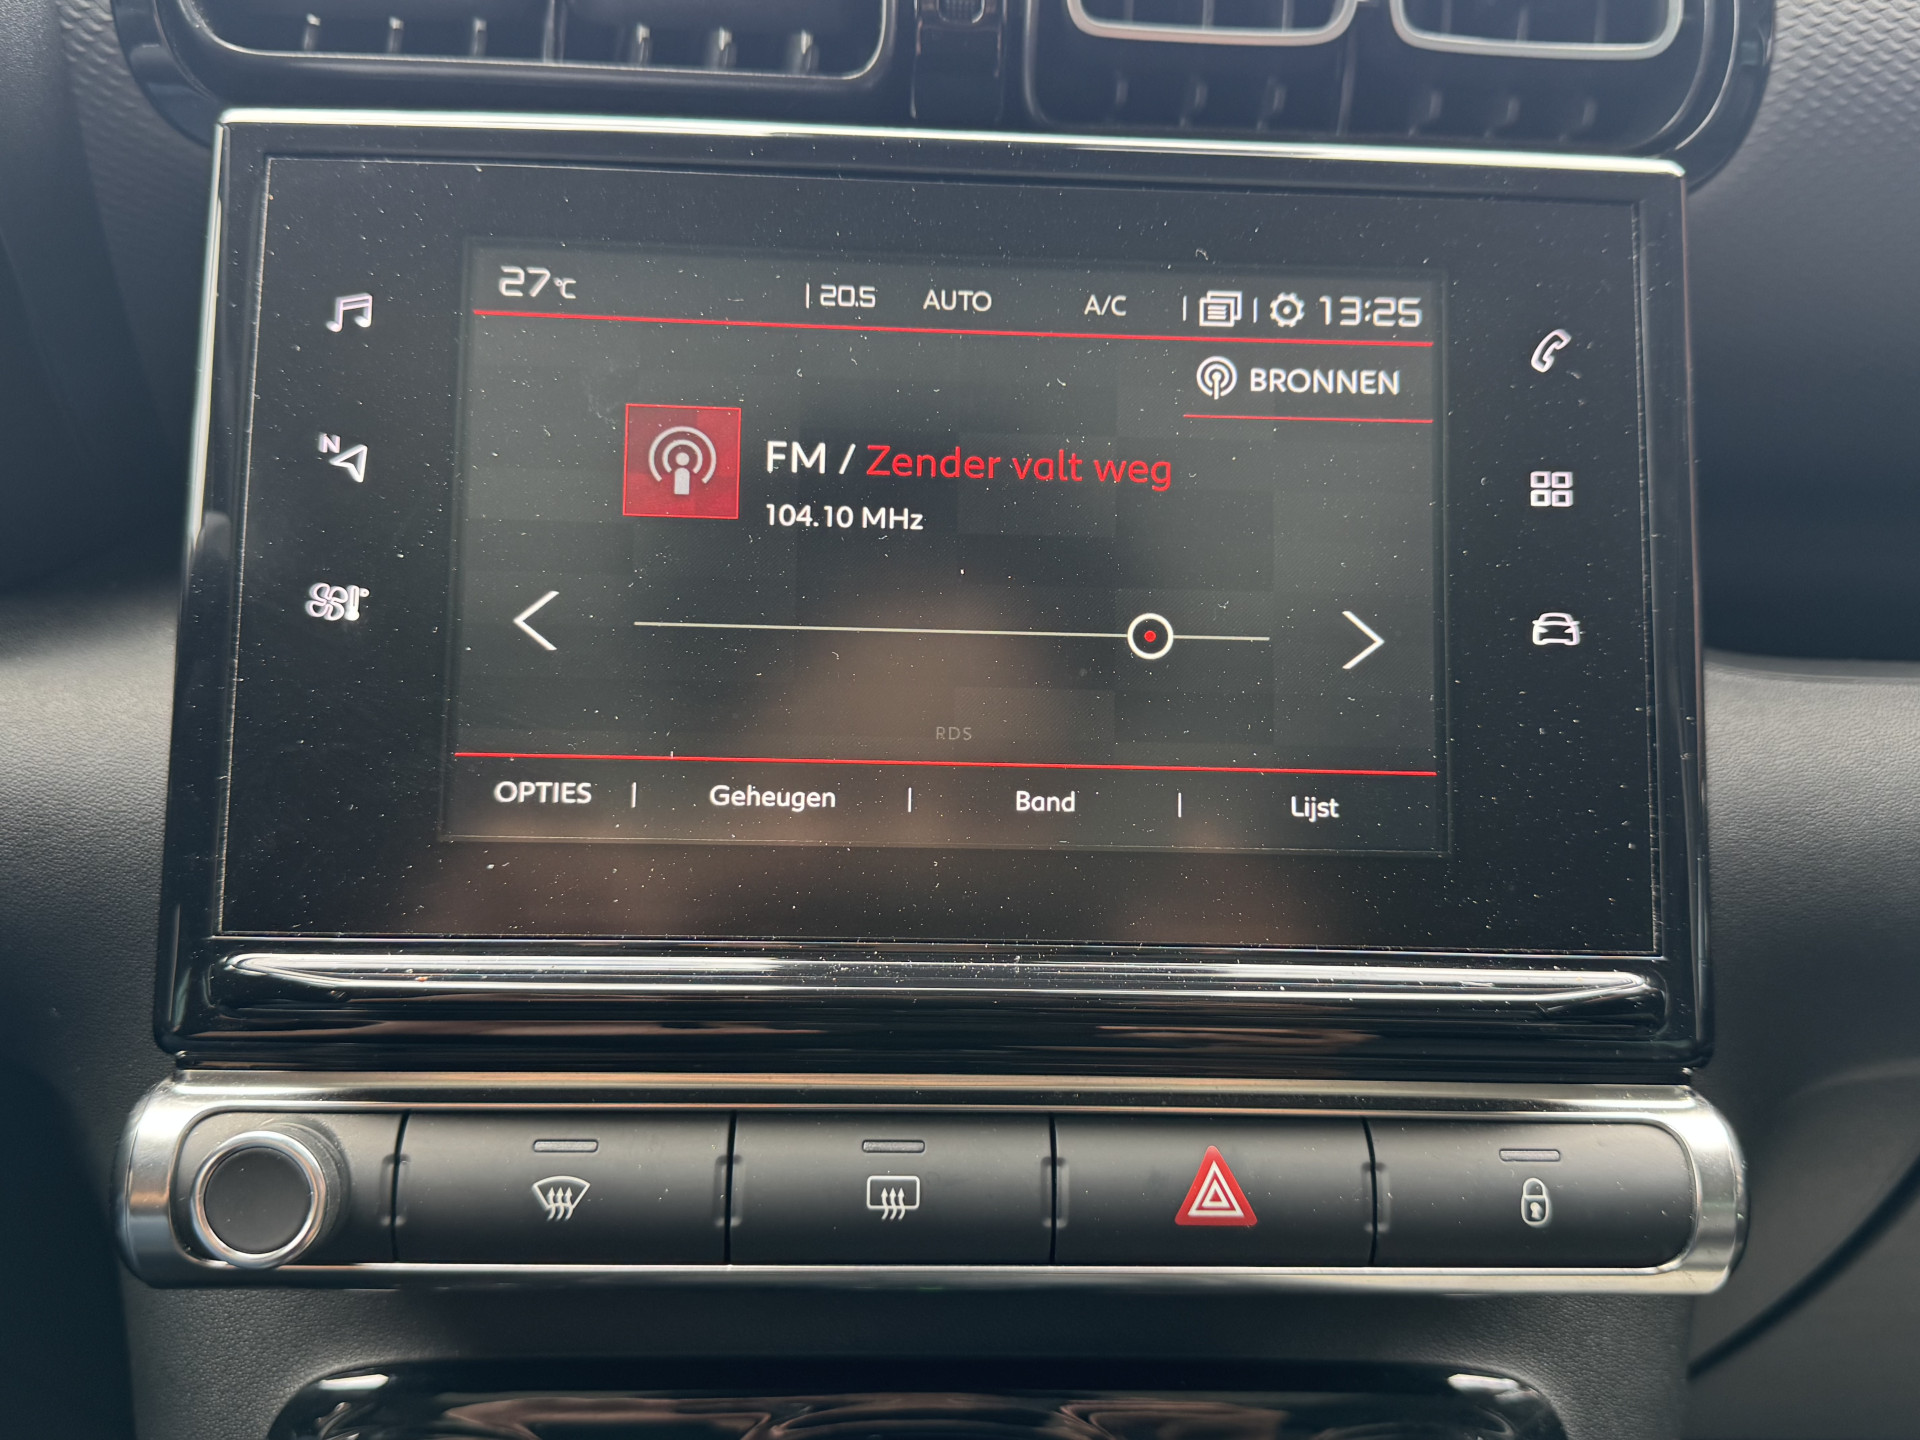 27°C | 20.5 AUTO A/C | | 13:25
BRONNEN
FM / Zender valt weg
104.10 MHz
N
RDS
OPTIES | Geheugen | Band | Lijst